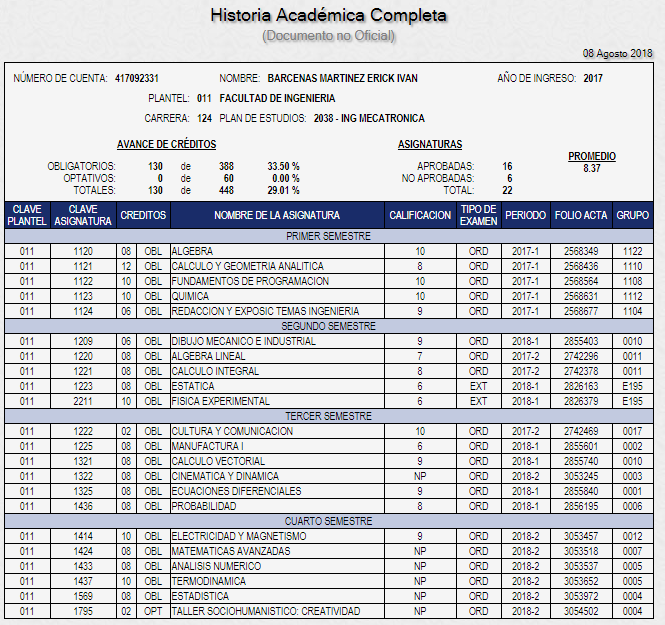 Historia Académica Completa
(Documento no Oficial)
08 Agosto 2018
NÚMERO DE CUENTA: 417092331 NOMBRE: BARCENAS MARTINEZ ERICK IVAN AÑO DE INGRESO: 2017
PLANTEL: 011 FACULTAD DE INGENIERIA
CARRERA: 124 PLAN DE ESTUDIOS: 2038 - ING MECATRONICA
AVANCE DE CRÉDITOS ASIGNATURAS PROMEDIO
OBLIGATORIOS: 130 de 388 33.50 % APROBADAS: 16 8.37
OPTATIVOS: 0 de 60 0.00 % NO APROBADAS: 6
TOTALES: 130 de 448 29.01 % TOTAL: 22
CLAVE PLANTEL CLAVE ASIGNATURA CREDITOS NOMBRE DE LA ASIGNATURA CALIFICACION TIPO DE EXAMEN PERIODO FOLIO ACTA GRUPO
PRIMER SEMESTRE
011 1120 08 OBL ALGEBRA 10 ORD 2017-1 2568349 1122
011 1121 12 OBL CALCULO Y GEOMETRIA ANALITICA 8 ORD 2017-1 2568436 1110
011 1122 10 OBL FUNDAMENTOS DE PROGRAMACION 10 ORD 2017-1 2568564 1108
011 1123 10 OBL QUIMICA 10 ORD 2017-1 2568631 1112
011 1124 06 OBL REDACCION Y EXPOSIC TEMAS INGENIERIA 9 ORD 2017-1 2568677 1104
SEGUNDO SEMESTRE
011 1209 06 OBL DIBUJO MECANICO E INDUSTRIAL 9 ORD 2018-1 2855403 0010
011 1220 08 OBL ALGEBRA LINEAL 7 ORD 2017-2 2742296 0011
011 1221 08 OBL CALCULO INTEGRAL 8 ORD 2017-2 2742378 0011
011 1223 08 OBL ESTATICA 6 EXT 2018-1 2826163 E195
011 2211 10 OBL FISICA EXPERIMENTAL 6 EXT 2018-1 2826379 E195
TERCER SEMESTRE
011 1222 02 OBL CULTURA Y COMUNICACION 10 ORD 2017-2 2742469 0017
011 1225 08 OBL MANUFACTURA I 6 ORD 2018-1 2855601 0002
011 1321 08 OBL CALCULO VECTORIAL 9 ORD 2018-1 2855740 0010
011 1322 08 OBL CINEMATICA Y DINAMICA NP ORD 2018-2 3053245 0003
011 1325 08 OBL ECUACIONES DIFERENCIALES 9 ORD 2018-1 2855840 0001
011 1436 08 OBL PROBABILIDAD 8 ORD 2018-1 2856195 0006
CUARTO SEMESTRE
011 1414 10 OBL ELECTRICIDAD Y MAGNETISMO 9 ORD 2018-2 3053457 0012
011 1424 08 OBL MATEMATICAS AVANZADAS NP ORD 2018-2 3053518 0007
011 1433 08 OBL ANALISIS NUMERICO NP ORD 2018-2 3053537 0005
011 1437 10 OBL TERMODINAMICA NP ORD 2018-2 3053652 0005
011 1569 08 OBL ESTADISTICA NP ORD 2018-2 3053972 0004
011 1795 02 OPT TALLER SOCIOHUMANISTICO: CREATIVIDAD NP ORD 2018-2 3054502 0004